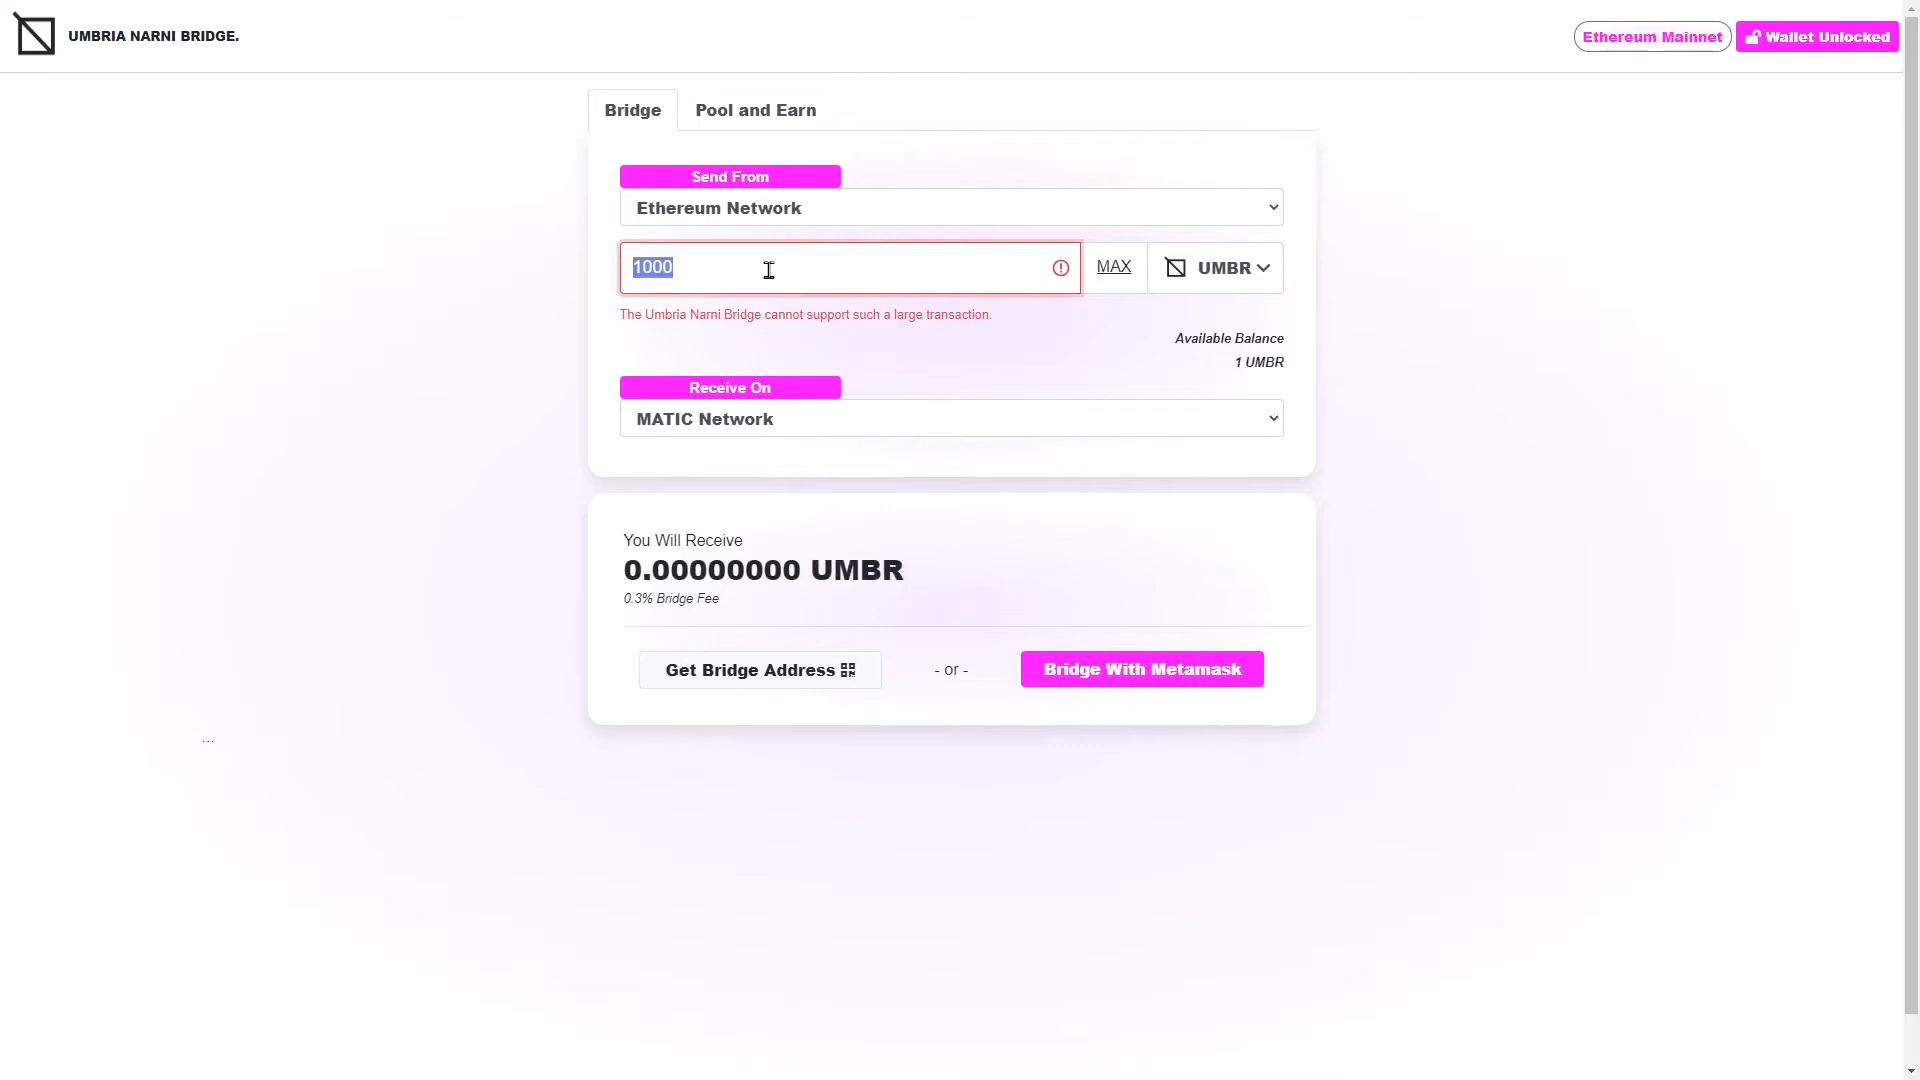 UMBRIA NARNI BRIDGE.
Ethereum Mainnet
Wallet Unlocked
Bridge
Pool and Earn
Send From
Ethereum Network
1000
MAX
UMBR
The Umbria Narni Bridge cannot support such a large transaction.
Available Balance
1 UMBR
Receive On
MATIC Network
You Will Receive
0.00000000 UMBR
0.3% Bridge Fee
Get Bridge Address
- or -
Bridge With Metamask
...